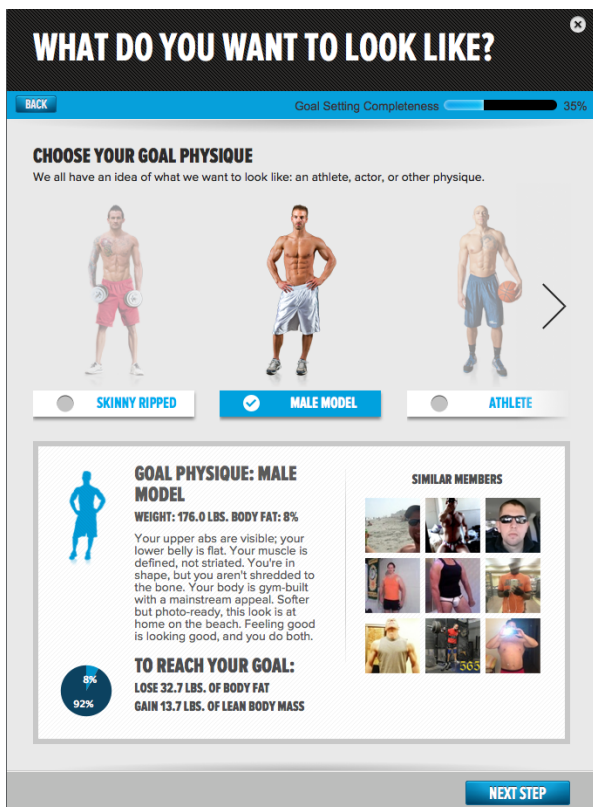 WHAT DO YOU WANT TO LOOK LIKE?
BACK
Goal Setting Completeness
35%
CHOOSE YOUR GOAL PHYSIQUE
We all have an idea of what we want to look like: an athlete, actor, or other physique.
SKINNY RIPPED
MALE MODEL
ATHLETE
GOAL PHYSIQUE: MALE
MODEL
WEIGHT: 176.0 LBS. BODY FAT: 8%
Your upper abs are visible; your
lower belly is flat. Your muscle is
defined, not striated. You're in
shape, but you aren't shredded to
the bone. Your body is gym-built
with a mainstream appeal. Softer
but photo-ready, this look is at
home on the beach. Feeling good
is looking good, and you do both.
8%
92%
TO REACH YOUR GOAL:
LOSE 32.7 LBS. OF BODY FAT
GAIN 13.7 LBS. OF LEAN BODY MASS
SIMILAR MEMBERS
565
NEXT STEP